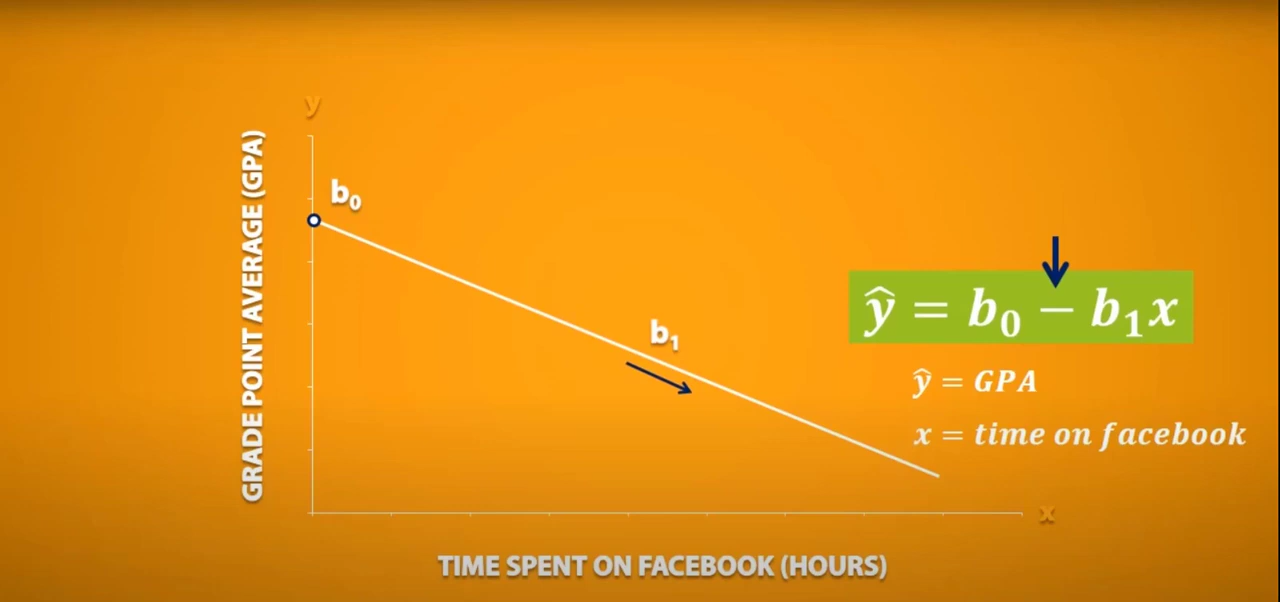 y
GRADE POINT AVERAGE (GPA)
b₀
b₁
ŷ = b₀ − b₁x
ŷ = GPA
x = time on facebook
x
TIME SPENT ON FACEBOOK (HOURS)